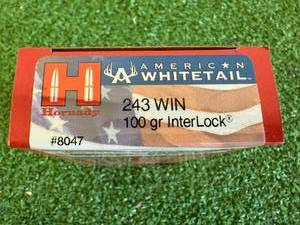 AMERICAN
WHITETAIL
H
Hornady
243 WIN
100 gr InterLock®
#8047